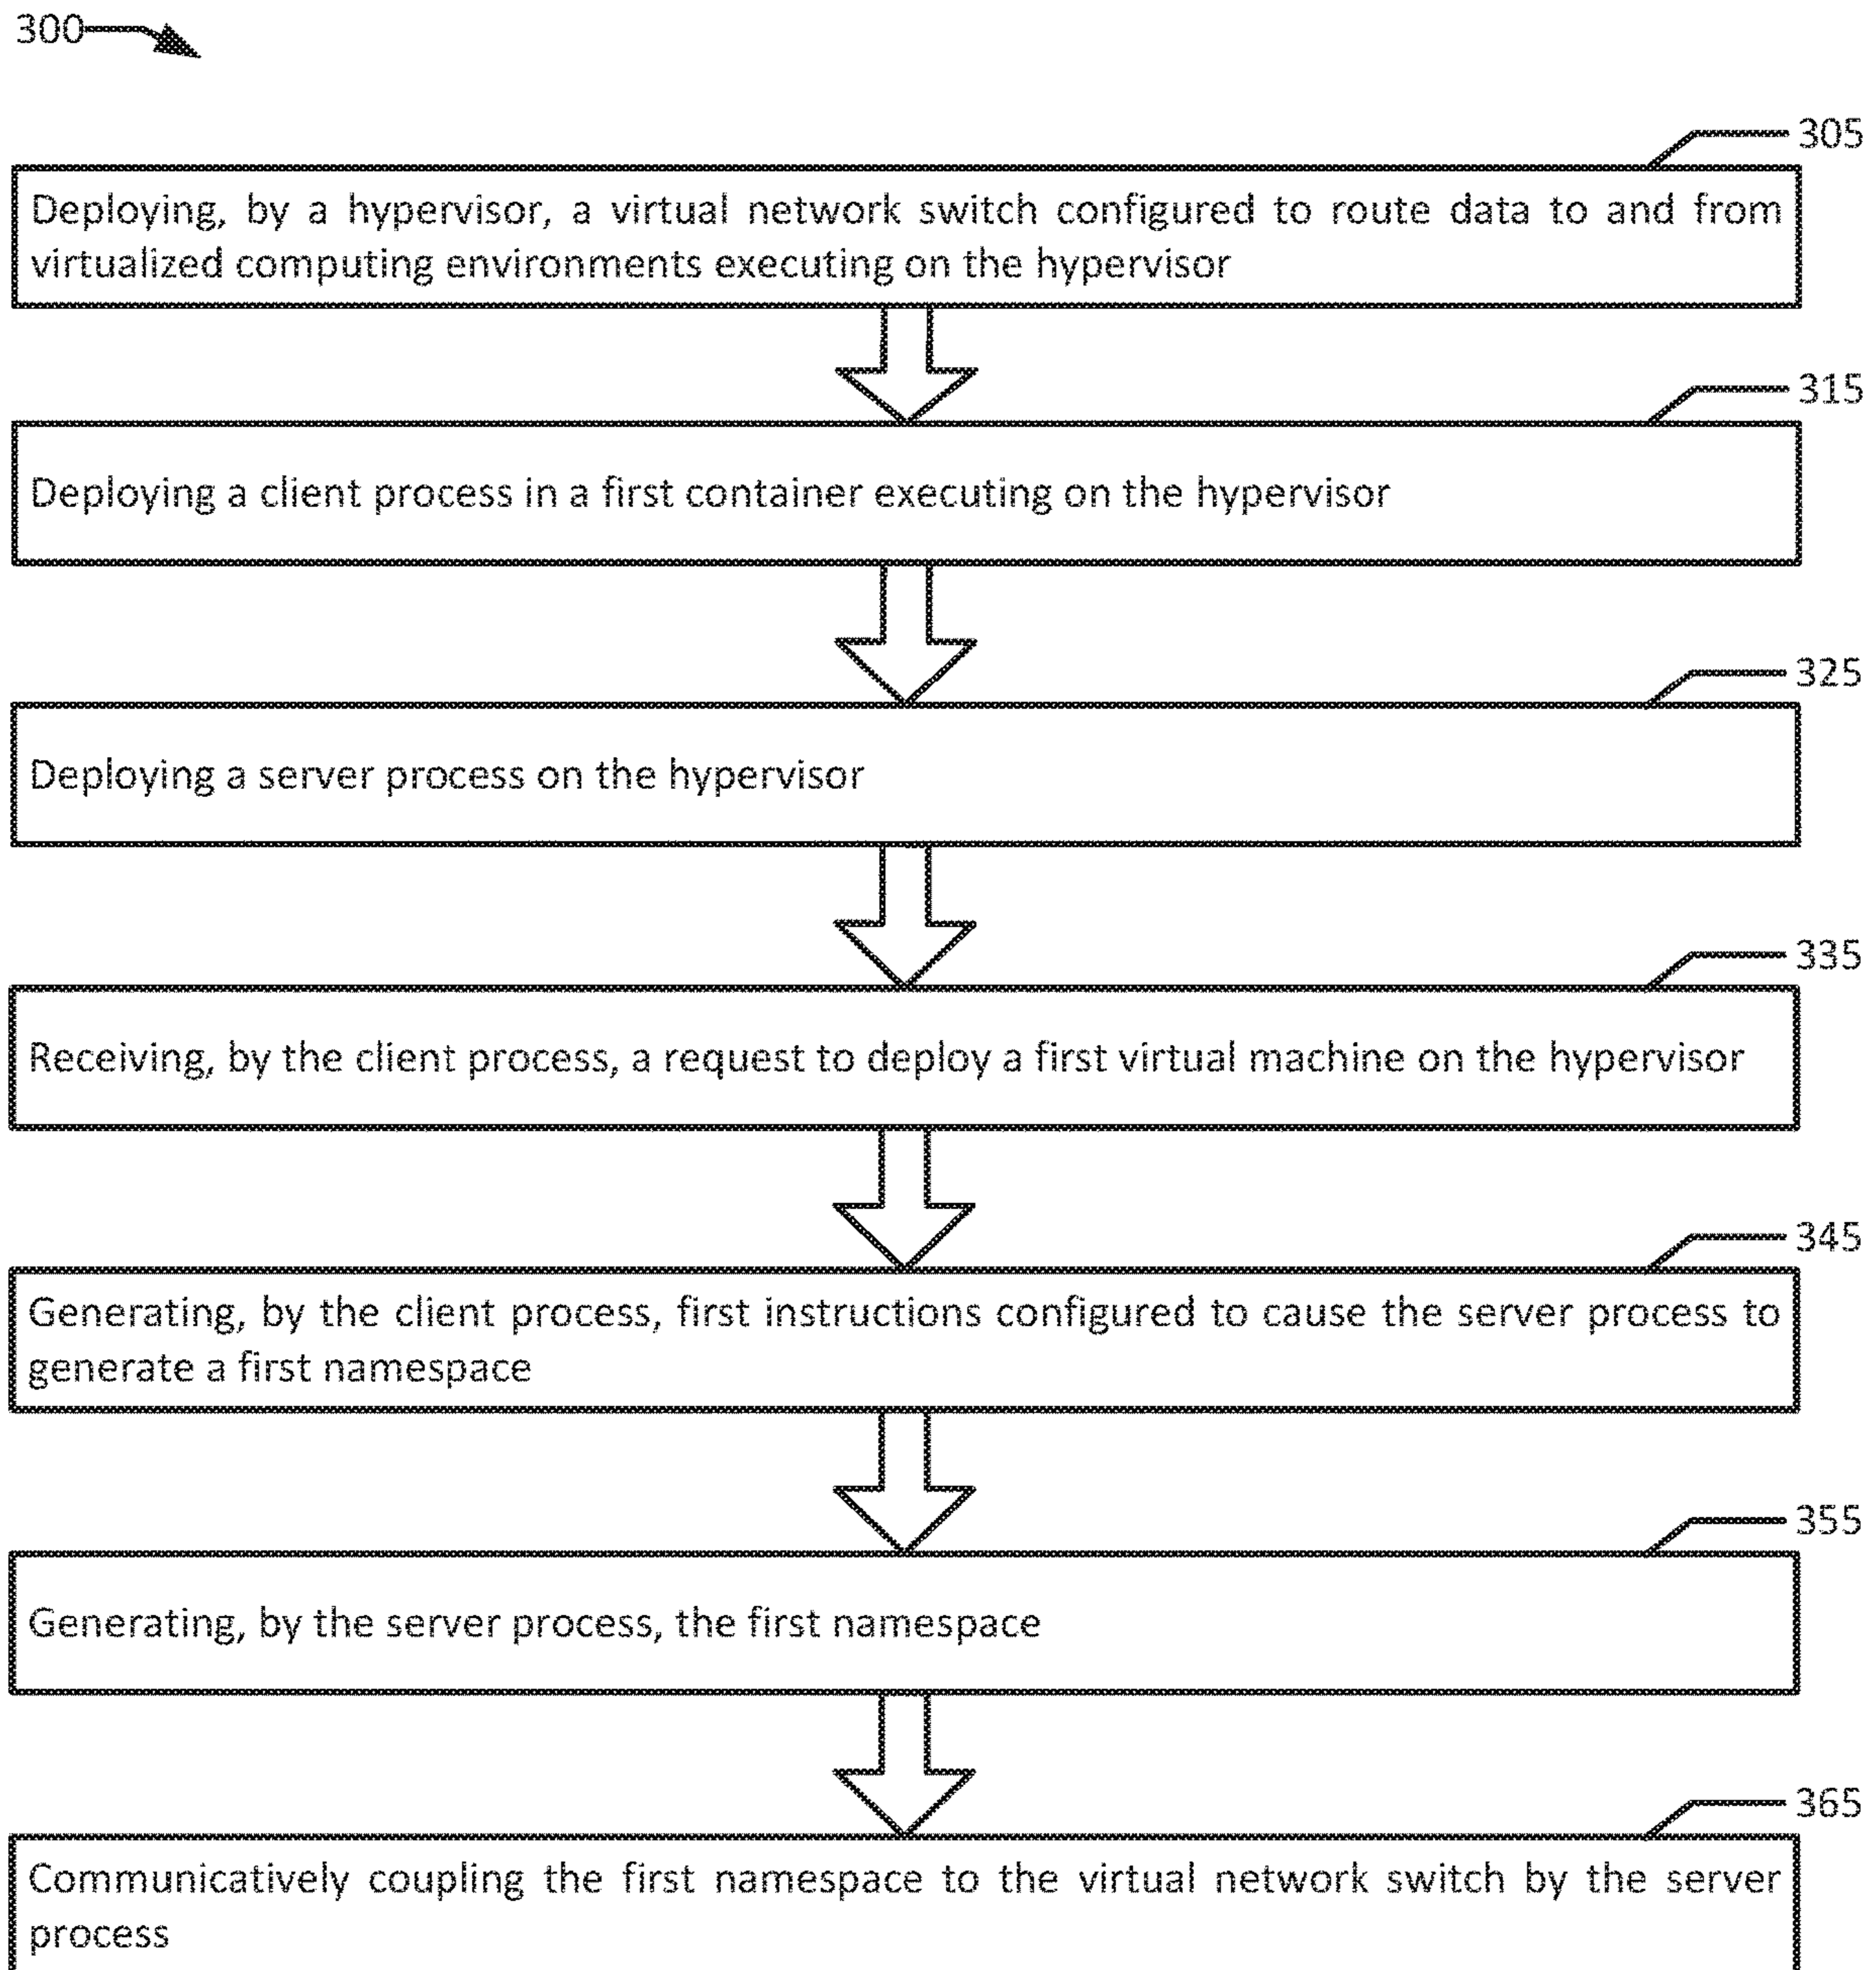 300
305
Deploying, by a hypervisor, a virtual network switch configured to route data to and from
virtualized computing environments executing on the hypervisor
315
Deploying a client process in a first container executing on the hypervisor
325
Deploying a server process on the hypervisor
335
Receiving, by the client process, a request to deploy a first virtual machine on the hypervisor
345
Generating, by the client process, first instructions configured to cause the server process to
generate a first namespace
355
Generating, by the server process, the first namespace
365
Communicatively coupling the first namespace to the virtual network switch by the server
process